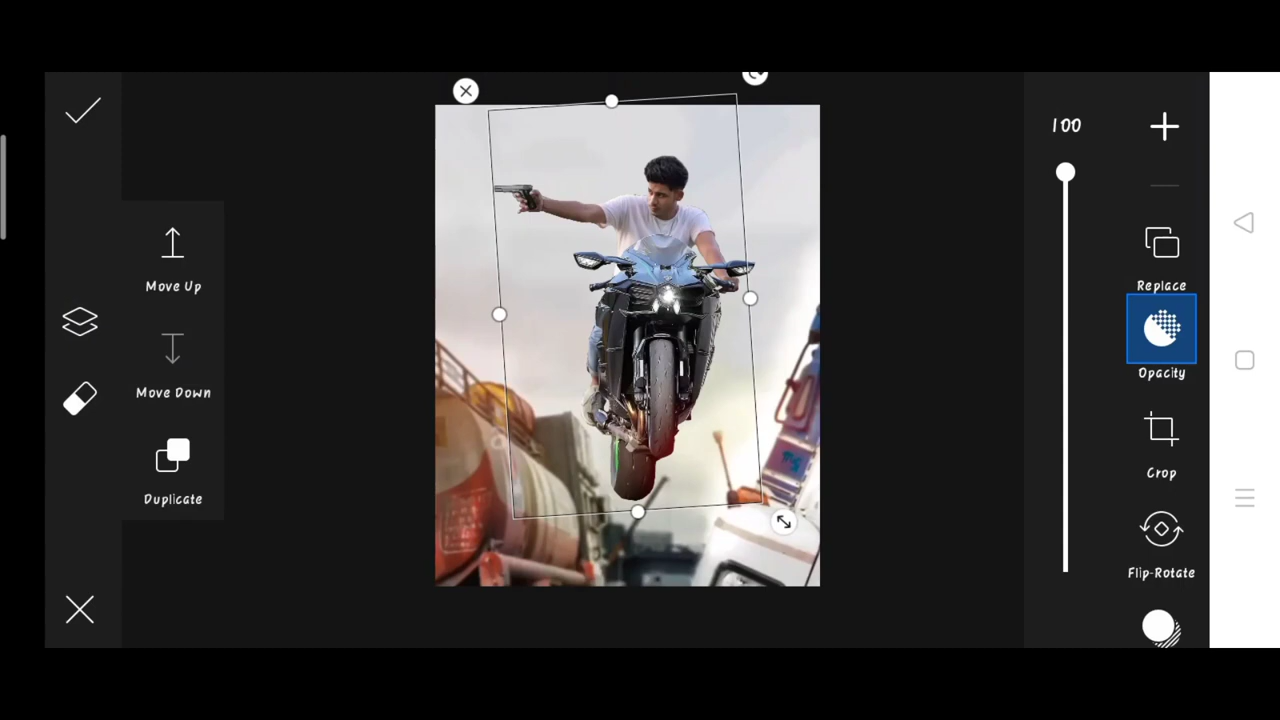 Move Up
Move Down
Duplicate
100
Replace
Opacity
Crop
Flip-Rotate